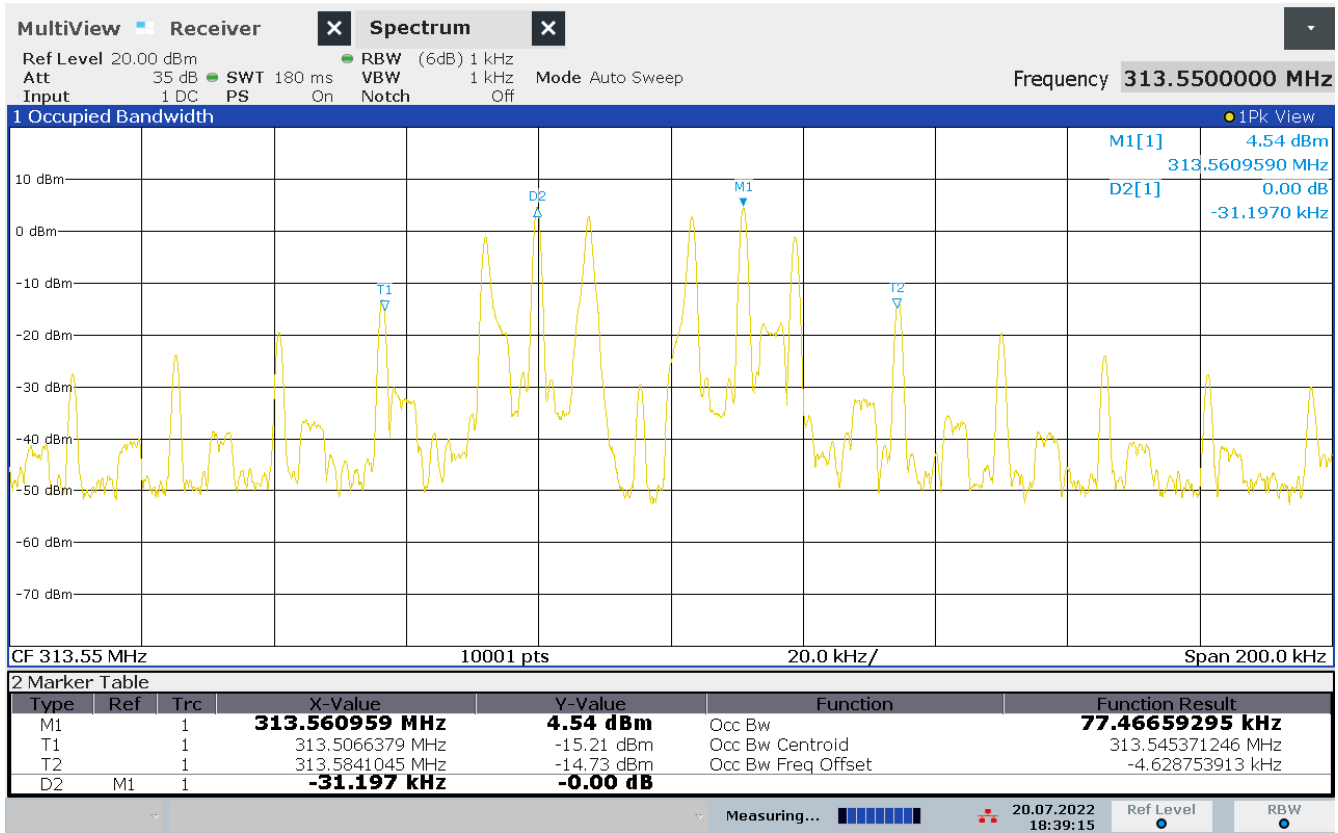 MultiView Receiver X Spectrum X
Ref Level 20.00 dBm RBW (6dB) 1 kHz
Att 35 dB SWT 180 ms VBW 1 kHz Mode Auto Sweep
Input 1 DC PS On Notch Off
Frequency 313.5500000 MHz
1 Occupied Bandwidth 1Pk View
M1[1] 4.54 dBm
313.5609590 MHz
D2[1] 0.00 dB
-31.1970 kHz
M1
D2
T1
T2
10 dBm
0 dBm
-10 dBm
-20 dBm
-30 dBm
-40 dBm
-50 dBm
-60 dBm
-70 dBm
CF 313.55 MHz 10001 pts 20.0 kHz/ Span 200.0 kHz
2 Marker Table
Type Ref Trc X-Value Y-Value Function Function Result
M1 1 313.560959 MHz 4.54 dBm Occ Bw 77.46659295 kHz
T1 1 313.5066379 MHz -15.21 dBm Occ Bw Centroid 313.545371246 MHz
T2 1 313.5841045 MHz -14.73 dBm Occ Bw Freq Offset -4.628753913 kHz
D2 M1 1 -31.197 kHz -0.00 dB
Measuring... 20.07.2022 Ref Level RBW
18:39:15